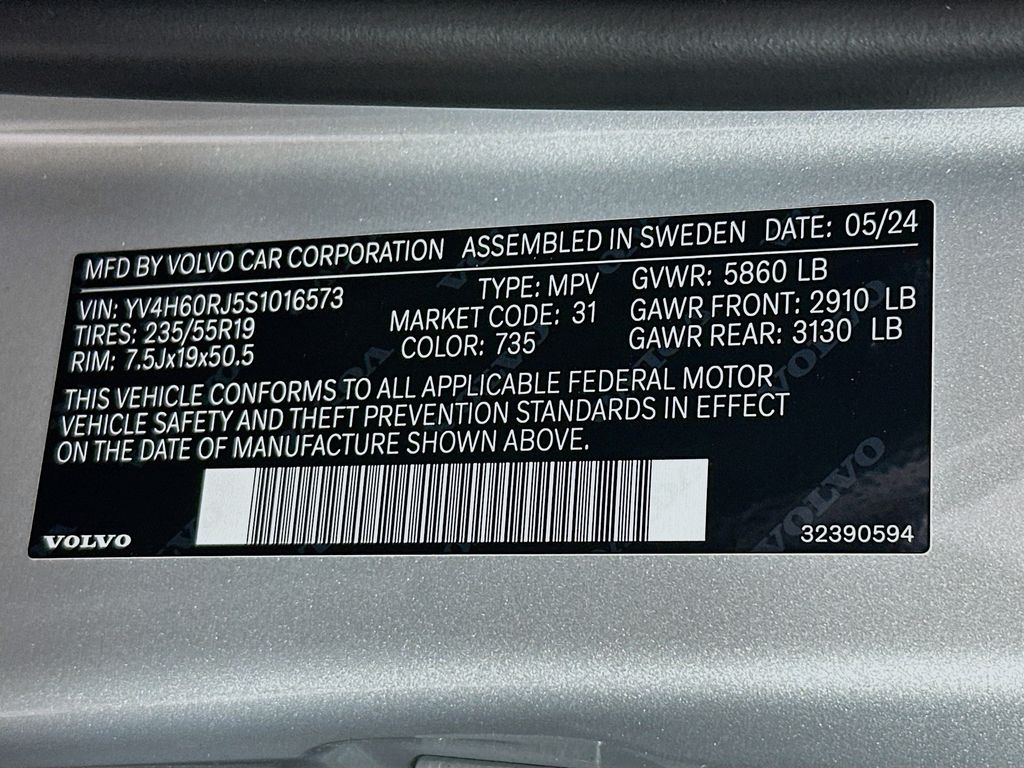 MFD BY VOLVO CAR CORPORATION ASSEMBLED IN SWEDEN DATE: 05/24
VIN: YV4H60RJ5S1016573 TYPE: MPV GVWR: 5860 LB
TIRES: 235/55R19 MARKET CODE: 31 GAWR FRONT: 2910 LB
RIM: 7.5Jx19x50.5 COLOR: 735 GAWR REAR: 3130 LB
THIS VEHICLE CONFORMS TO ALL APPLICABLE FEDERAL MOTOR
VEHICLE SAFETY AND THEFT PREVENTION STANDARDS IN EFFECT
ON THE DATE OF MANUFACTURE SHOWN ABOVE.
VOLVO 32390594